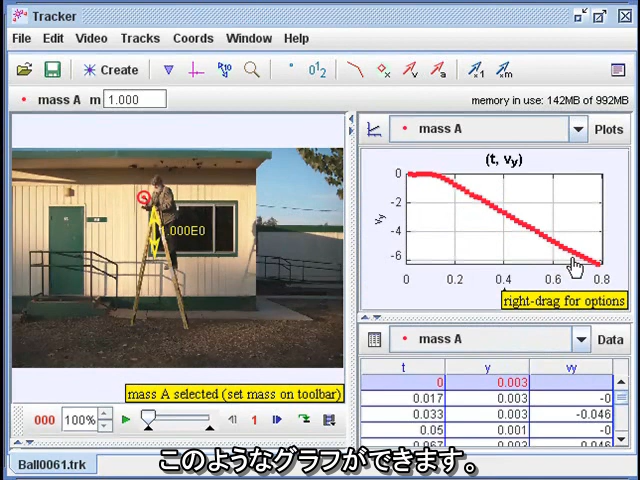 Tracker
File Edit Video Tracks Coords Window Help
Create
mass A m 1.000
memory in use: 142MB of 992MB
mass A
Plots
(t, vy)
vy
0
-2
-4
-6
0 0.2 0.4 0.6 0.8
right-drag for options
1.000E0
mass A
Data
t y vy
0 0.003
0.017 0.003 -0
0.033 0.003 -0.046
0.05 0.001 -0
mass A selected (set mass on toolbar)
000 100% 1
Ball0061.trk
このようなグラフができます。